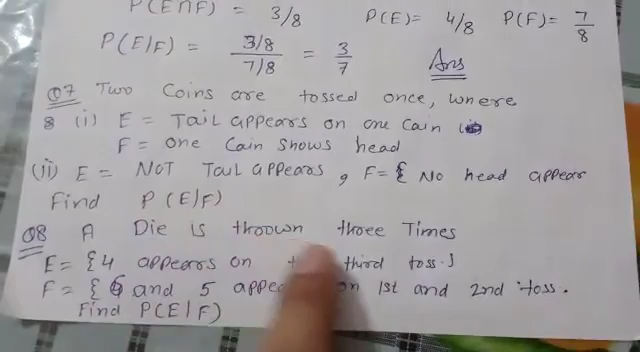 P(E∩F) = 3/8 P(E)= 4/8 P(F)= 7/8
P(E/F) = 3/8 / 7/8 = 3/7 Ans
Q7 Two Coins are tossed once, where
8 (i) E = Tail appears on one Coin
F = one Coin shows head
(ii) E = NOT Tail appears, F={ No head appear
Find P(E/F)
Q8 A Die is thrown three Times
E={4 appears on third toss.}
F={6 and 5 on 1st and 2nd toss.
Find P(E/F)